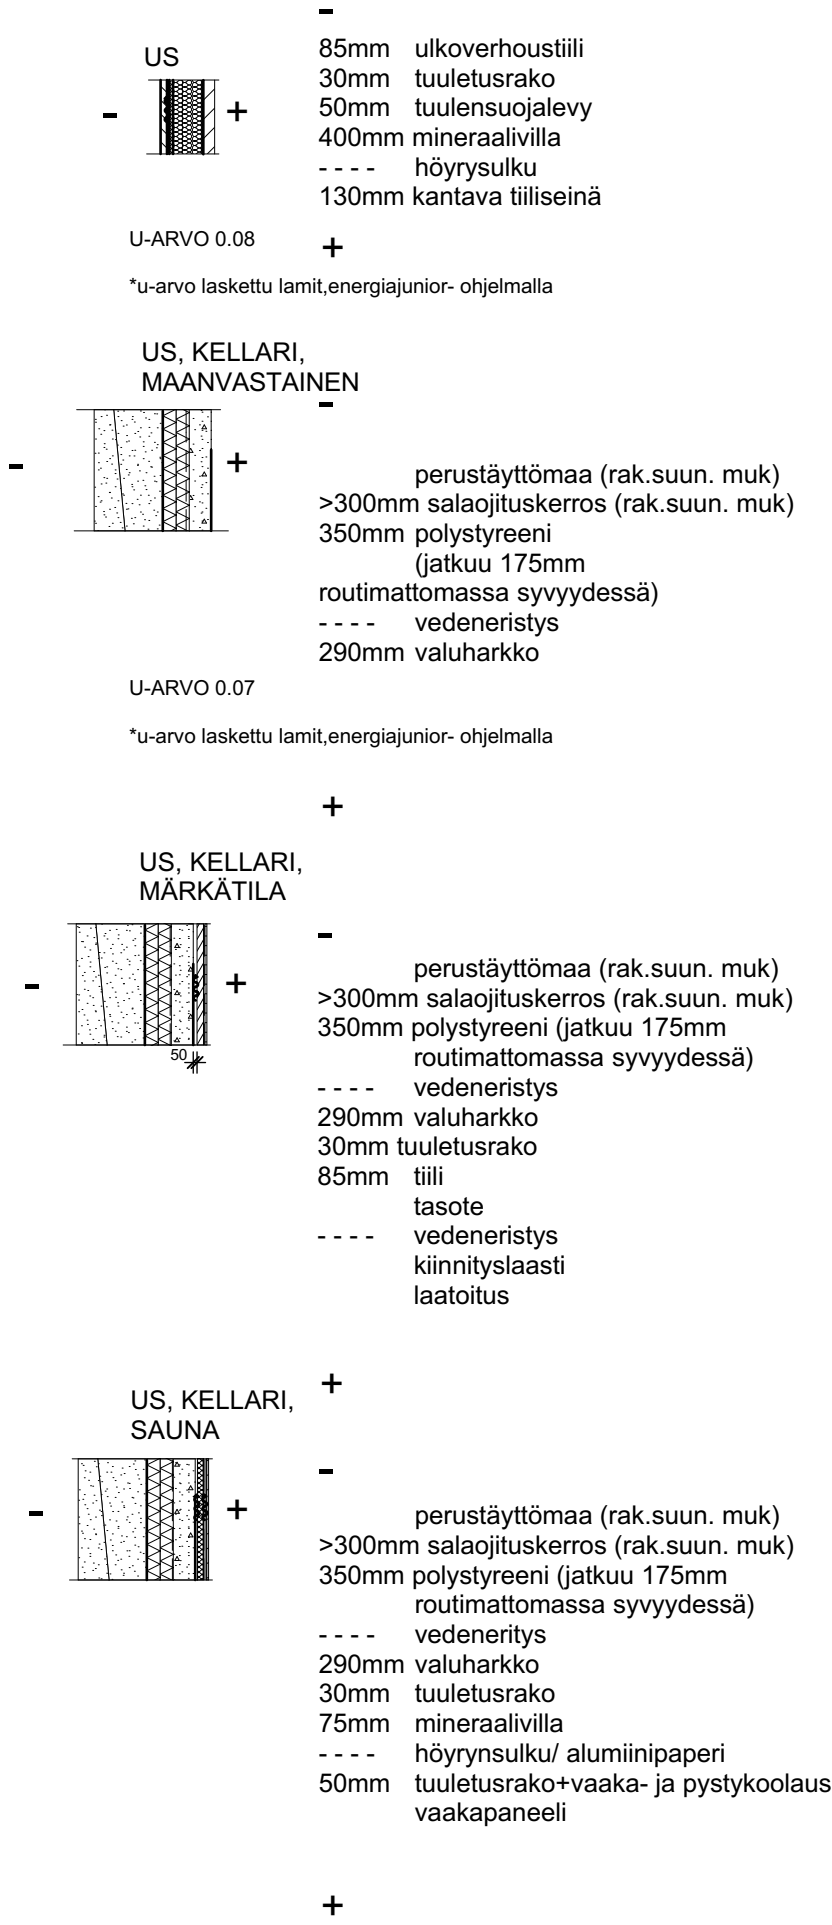 US
-
+
-
85mm ulkoverhoustiili
30mm tuuletusrako
50mm tuulensuojalevy
400mm mineraalivilla
- - - - höyrysulku
130mm kantava tiiliseinä
+
U-ARVO 0.08
*u-arvo laskettu lamit,energiajunior- ohjelmalla
US, KELLARI,
MAANVASTAINEN
-
+
-
perustäyttömaa (rak.suun. muk)
>300mm salaojituskerros (rak.suun. muk)
350mm polystyreeni
(jatkuu 175mm
routimattomassa syvyydessä)
- - - - vedeneristys
290mm valuharkko
U-ARVO 0.07
*u-arvo laskettu lamit,energiajunior- ohjelmalla
+
US, KELLARI,
MÄRKÄTILA
-
+
50
-
perustäyttömaa (rak.suun. muk)
>300mm salaojituskerros (rak.suun. muk)
350mm polystyreeni (jatkuu 175mm
routimattomassa syvyydessä)
- - - - vedeneristys
290mm valuharkko
30mm tuuletusrako
85mm tiili
tasote
- - - - vedeneristys
kiinnityslaasti
laatoitus
+
US, KELLARI,
SAUNA
-
+
-
perustäyttömaa (rak.suun. muk)
>300mm salaojituskerros (rak.suun. muk)
350mm polystyreeni (jatkuu 175mm
routimattomassa syvyydessä)
- - - - vedeneritys
290mm valuharkko
30mm tuuletusrako
75mm mineraalivilla
- - - - höyrynsulku/ alumiinipaperi
50mm tuuletusrako+vaaka- ja pystykoolaus
vaakapaneeli
+